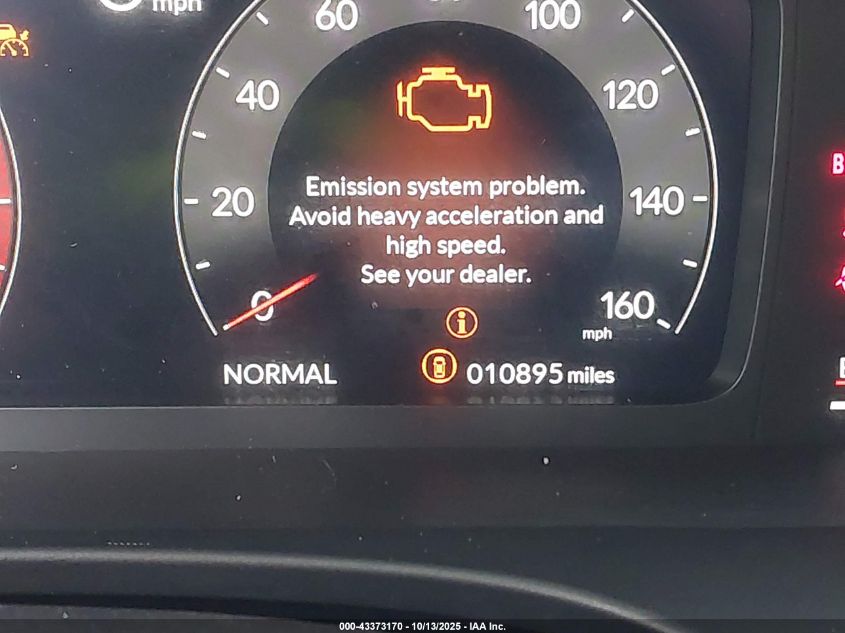 mph
60
100
40
120
Emission system problem.
Avoid heavy acceleration and
high speed.
See your dealer.
20
140
0
160
mph
NORMAL
010895 miles
B
000-43373170 - 10/13/2025 - IAA Inc.